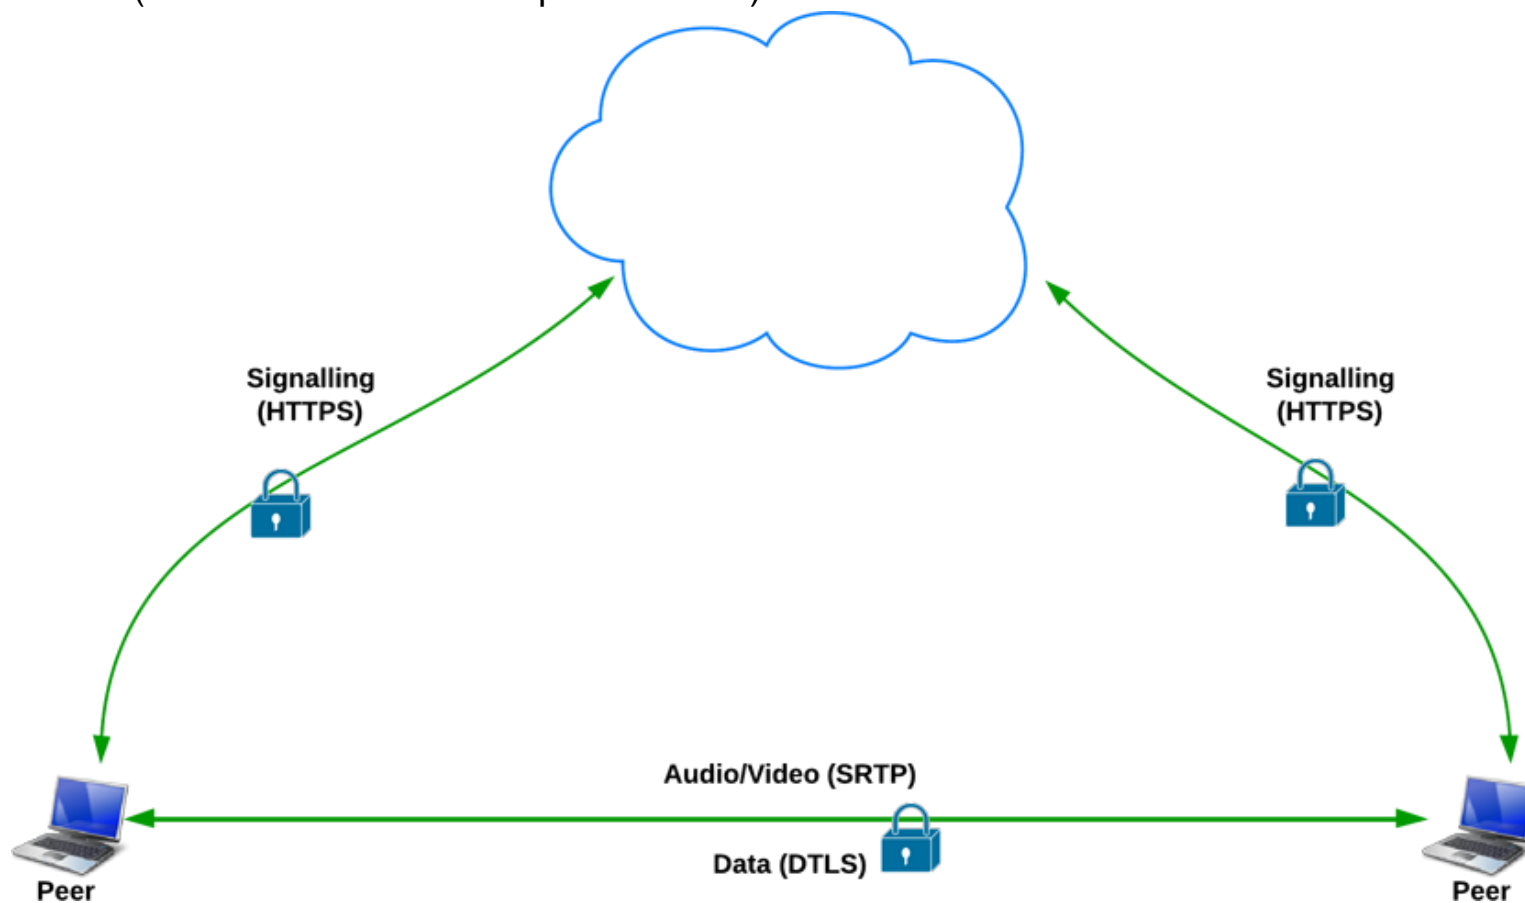 Signalling
(HTTPS)
Signalling
(HTTPS)
Audio/Video (SRTP)
Data (DTLS)
Peer
Peer